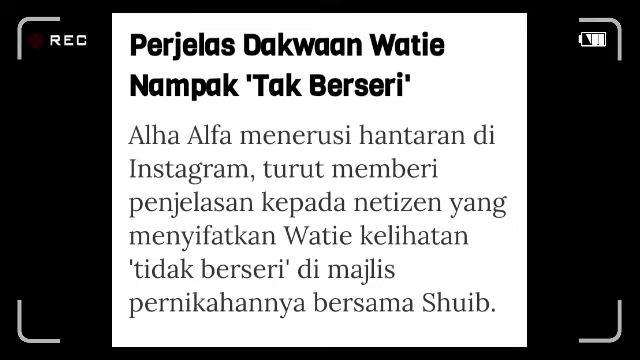 REC
Perjelas Dakwaan Watie
Nampak 'Tak Berseri'
Alha Alfa menerusi hantaran di
Instagram, turut memberi
penjelasan kepada netizen yang
menyifatkan Watie kelihatan
'tidak berseri' di majlis
pernikahannya bersama Shuib.